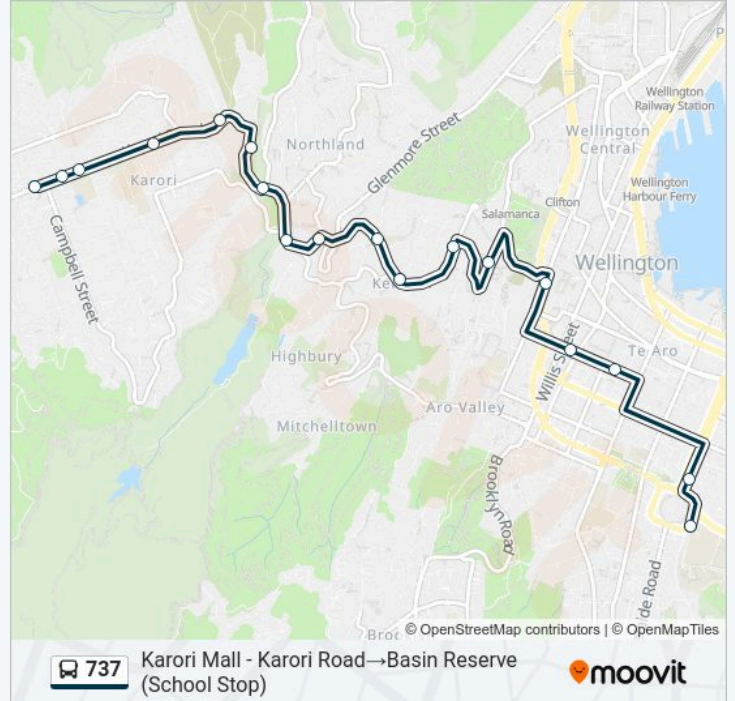 Wellington
Railway Station
Wellington
Central
Northland
Glenmore Street
Karori
Wellington
Harbour Ferry
Clifton
Salamanca
Campbell Street
Wellington
Te Aro
Highbury
Willis Street
Aro Valley
Mitchelltown
Brooklyn Road
de Road
© OpenStreetMap contributors | © OpenMapTiles
737
Karori Mall - Karori Road→Basin Reserve
(School Stop)
moovit